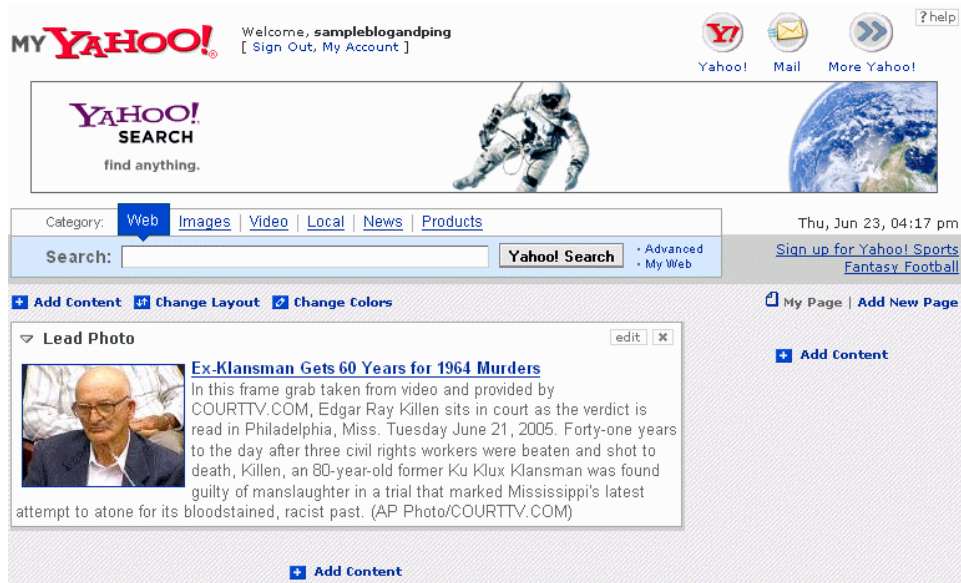 MY YAHOO!
Welcome, sampleblogandping
[ Sign Out, My Account ]
Yahoo!
Mail
More Yahoo!
? help
YAHOO!
SEARCH
find anything.
Category: Web Images | Video | Local | News | Products
Thu, Jun 23, 04:17 pm
Search: Yahoo! Search
· Advanced
· My Web
Sign up for Yahoo! Sports
Fantasy Football
Add Content Change Layout Change Colors
My Page | Add New Page
Lead Photo
edit
Add Content
Ex-Klansman Gets 60 Years for 1964 Murders
In this frame grab taken from video and provided by
COURTTV.COM, Edgar Ray Killen sits in court as the verdict is
read in Philadelphia, Miss. Tuesday June 21, 2005. Forty-one years
to the day after three civil rights workers were beaten and shot to
death, Killen, an 80-year-old former Ku Klux Klansman was found
guilty of manslaughter in a trial that marked Mississippi's latest
attempt to atone for its bloodstained, racist past. (AP Photo/COURTTV.COM)
Add Content